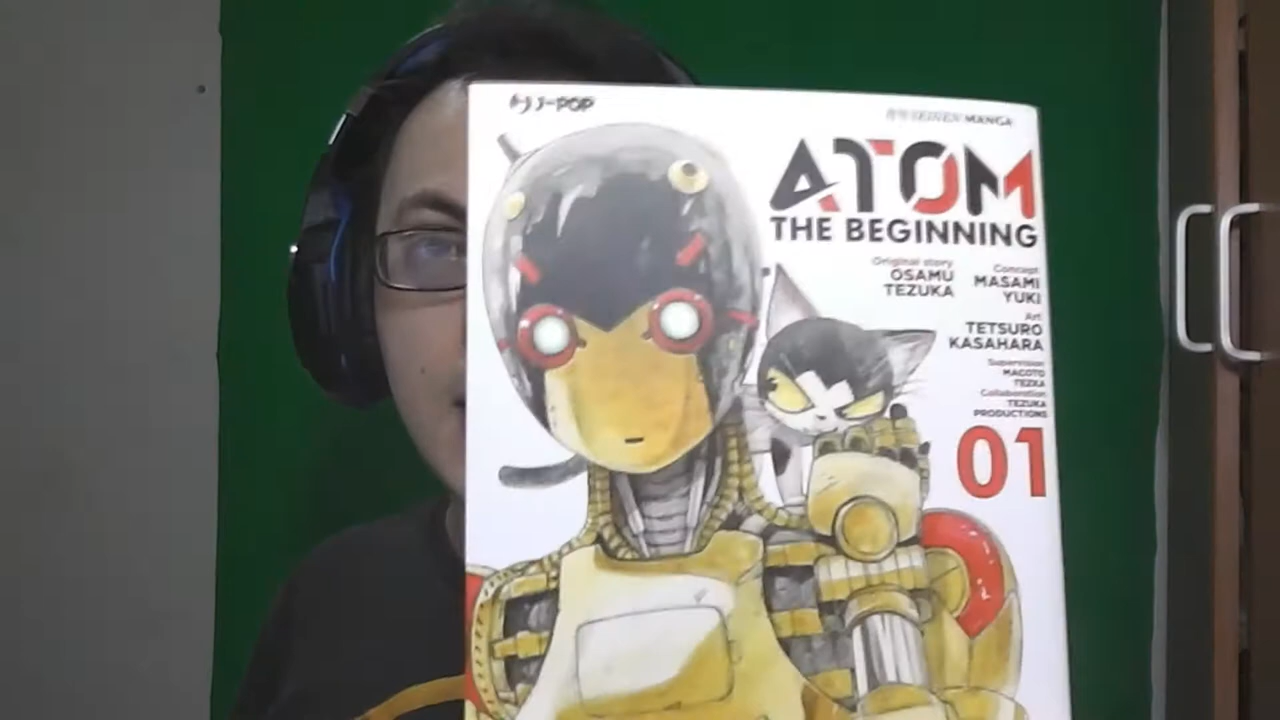 J-POP
MANGA
ATOM
THE BEGINNING
Original story
OSAMU
TEZUKA
Concept
MASAMI
YUKI
Art
TETSURO
KASAHARA
Supervision
MACOTO
TEZKA
Collaboration
TEZUKA
PRODUCTIONS
01